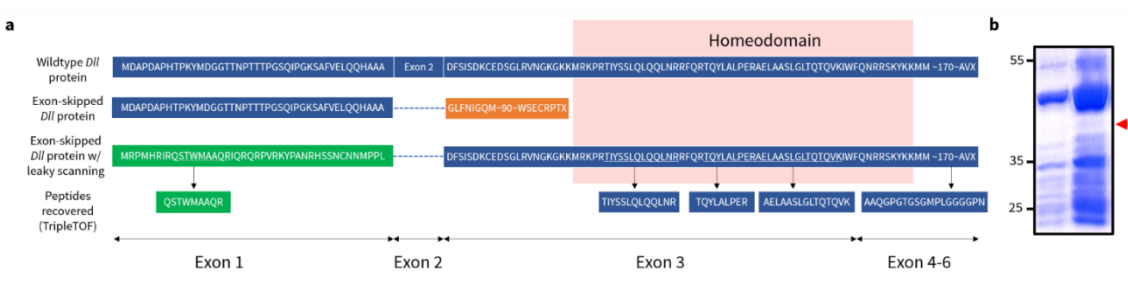 a
b
Homeodomain
Wildtype Dll
protein
MDAPDAPHTPKYMDGGTTNPTTTPGSQIPGKSAFVELQQHAAA
Exon 2
DFSISDKCEDSGLRVNGKGKKMRKPRTIYSSLQLQQLNRRFQRTQYLALPERAELAASLGLTQTQVKIWFQNRRSKYKKMM ~170~AVX
Exon-skipped
Dll protein
MDAPDAPHTPKYMDGGTTNPTTTPGSQIPGKSAFVELQQHAAA
GLFNIGQM~90~WSECRPTX
Exon-skipped
Dll protein w/
leaky scanning
MRPMHRIRQSTWMAAQRIQRQRPVRKYPANRHSSNCNNMPPL
DFSISDKCEDSGLRVNGKGKKMRKPRTIYSSLQLQQLNRRFQRTQYLALPERAELAASLGLTQTQVKIWFQNRRSKYKKMM ~170~AVX
Peptides
recovered
(TripleTOF)
QSTWMAAQR
TIYSSLQLQQLNR
TQYLALPER
AELAASLGLTQTQVK
AAQGPGTGSGMPLGGGGPN
Exon 1
Exon 2
Exon 3
Exon 4-6
55
35
25